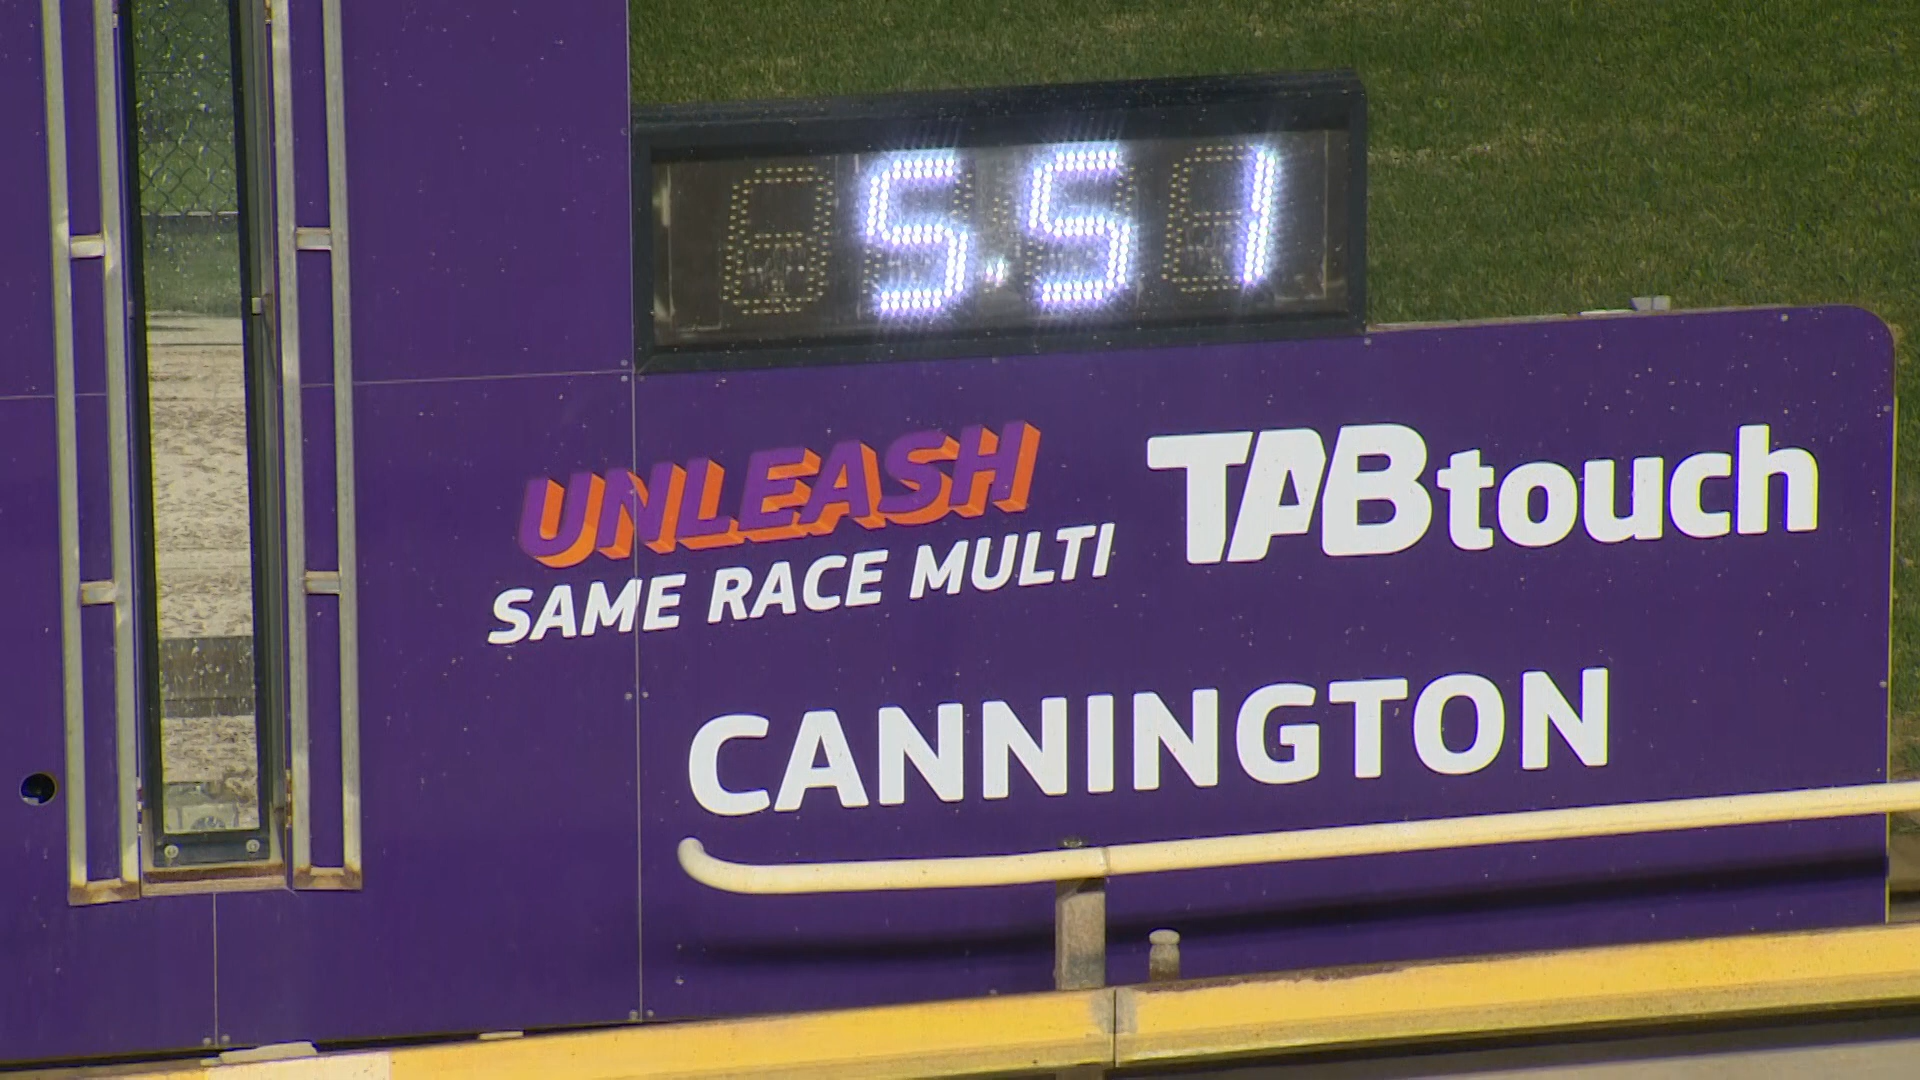 5.51
UNLEASH
SAME RACE MULTI
TABtouch
CANNINGTON